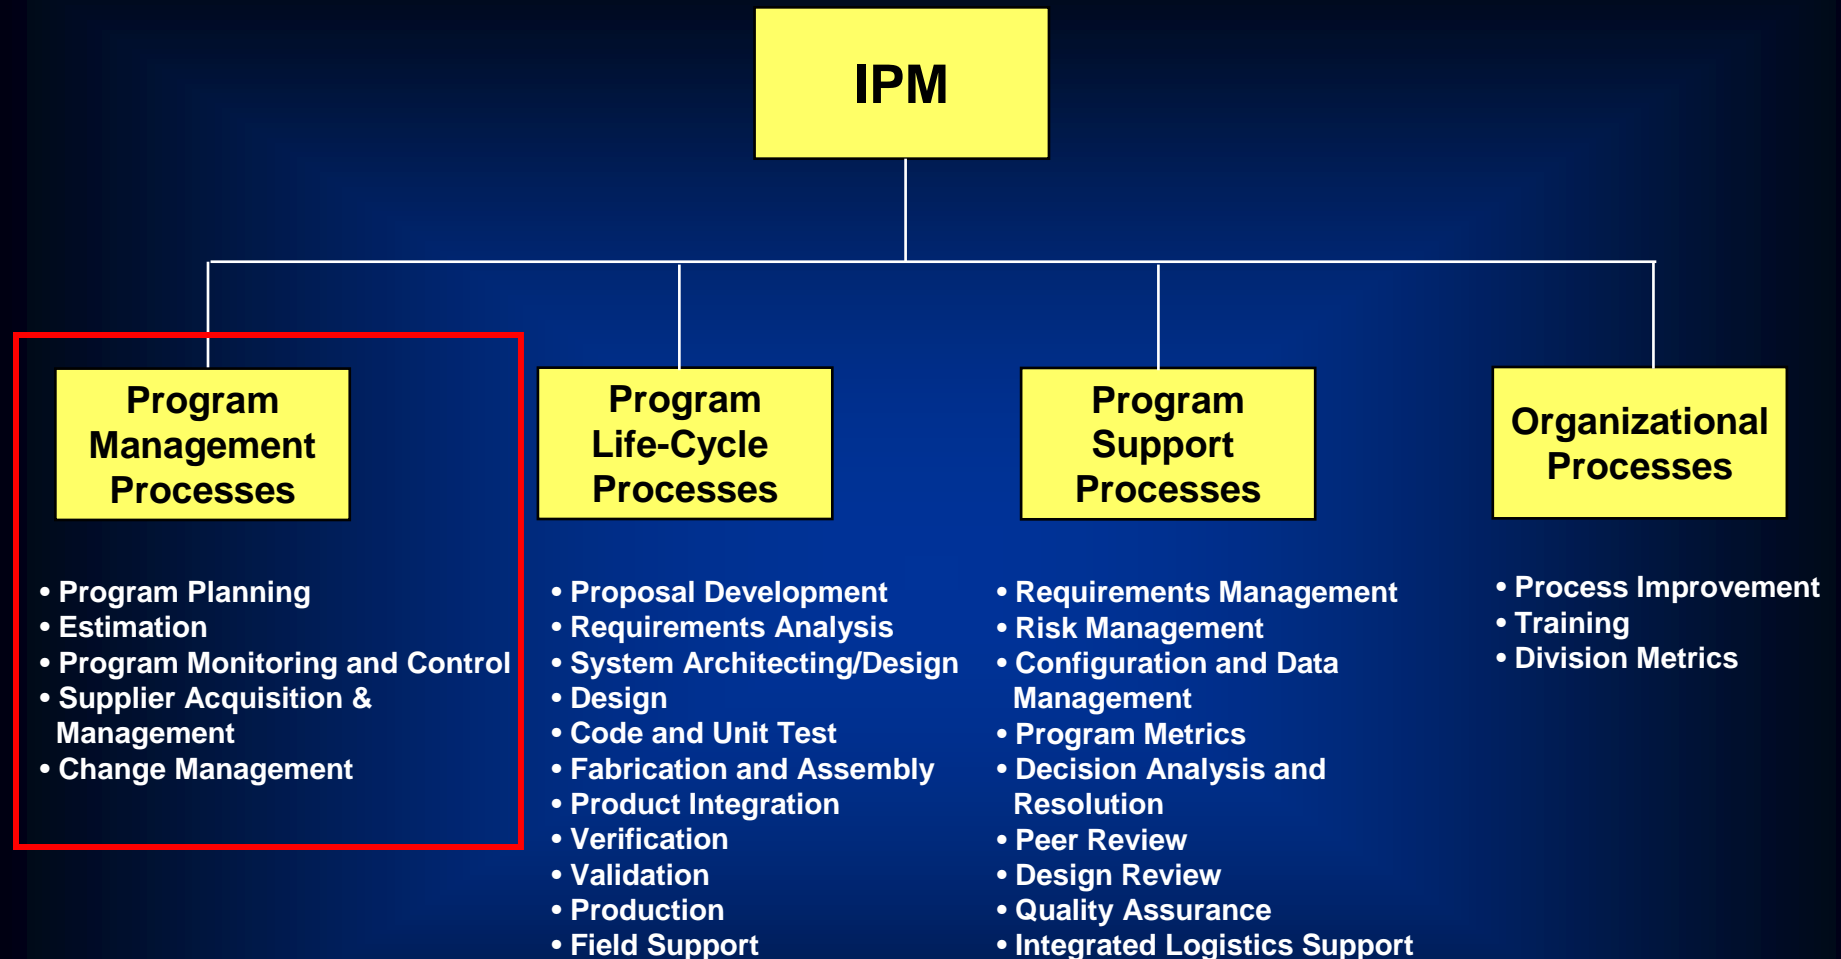 IPM
Program
Management
Processes
• Program Planning
• Estimation
• Program Monitoring and Control
• Supplier Acquisition &
Management
• Change Management
Program
Life-Cycle
Processes
• Proposal Development
• Requirements Analysis
• System Architecting/Design
• Design
• Code and Unit Test
• Fabrication and Assembly
• Product Integration
• Verification
• Validation
• Production
• Field Support
Program
Support
Processes
• Requirements Management
• Risk Management
• Configuration and Data
Management
• Program Metrics
• Decision Analysis and
Resolution
• Peer Review
• Design Review
• Quality Assurance
• Integrated Logistics Support
Organizational
Processes
• Process Improvement
• Training
• Division Metrics